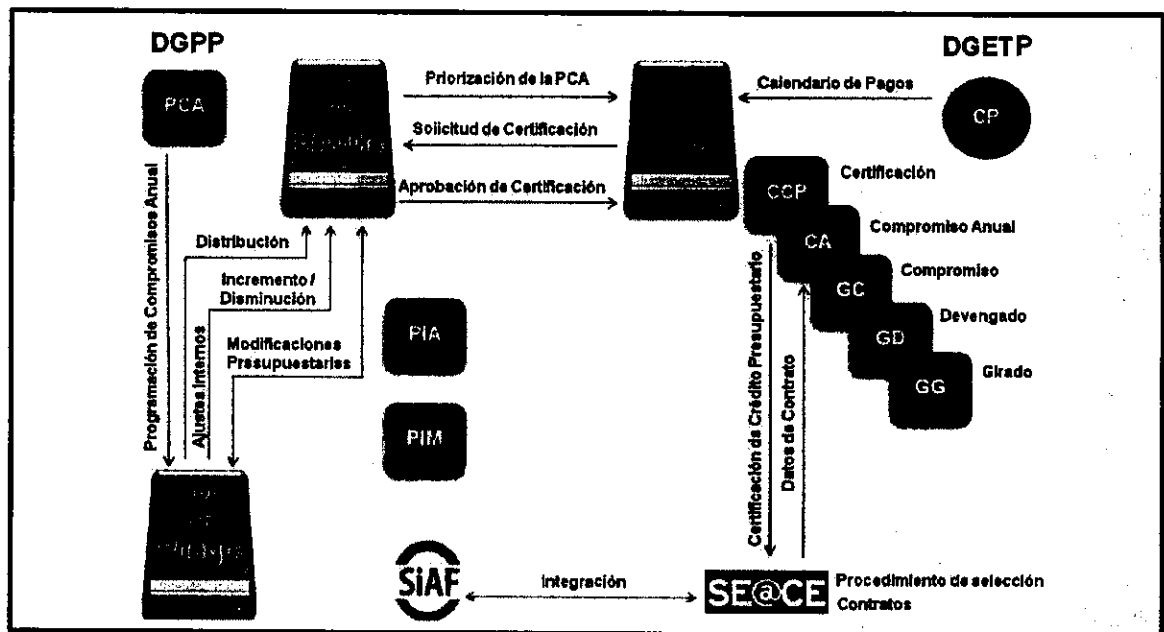 DGPP
DGETP
PCA
Priorización de la PCA
Calendario de Pagos
CP
Solicitud de Certificación
Aprobación de Certificación
CCP
Certificación
CA
Compromiso Anual
GC
Compromiso
GD
Devengado
GG
Girado
Programación de Compromisos Anual
Distribución
Ajustes Internos
Incremento /
Disminución
Modificaciones
Presupuestarias
PIA
PIM
Certificación de Crédito Presupuestario
Datos de Contrato
SiAF
Integración
SE@CE
Procedimiento de selección
Contratos